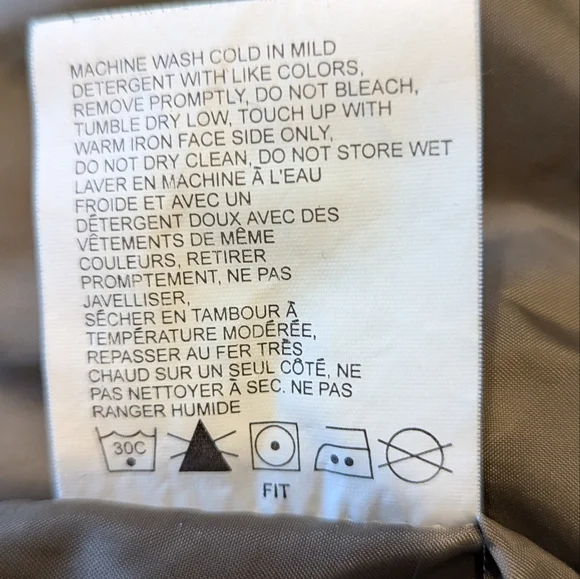 MACHINE WASH COLD IN MILD
DETERGENT WITH LIKE COLORS,
REMOVE PROMPTLY, DO NOT BLEACH,
TUMBLE DRY LOW, TOUCH UP WITH
WARM IRON FACE SIDE ONLY,
DO NOT DRY CLEAN, DO NOT STORE WET
LAVER EN MACHINE À L'EAU
FROIDE ET AVEC UN
DÉTERGENT DOUX AVEC DES
VÊTEMENTS DE MÊME
COULEURS, RETIRER
PROMPTEMENT, NE PAS
JAVELLISER,
SÉCHER EN TAMBOUR À
TEMPÉRATURE MODÉRÉE,
REPASSER AU FER TRÈS
CHAUD SUR UN SEUL CÔTÉ, NE
PAS NETTOYER À SEC. NE PAS
RANGER HUMIDE
30C
FIT